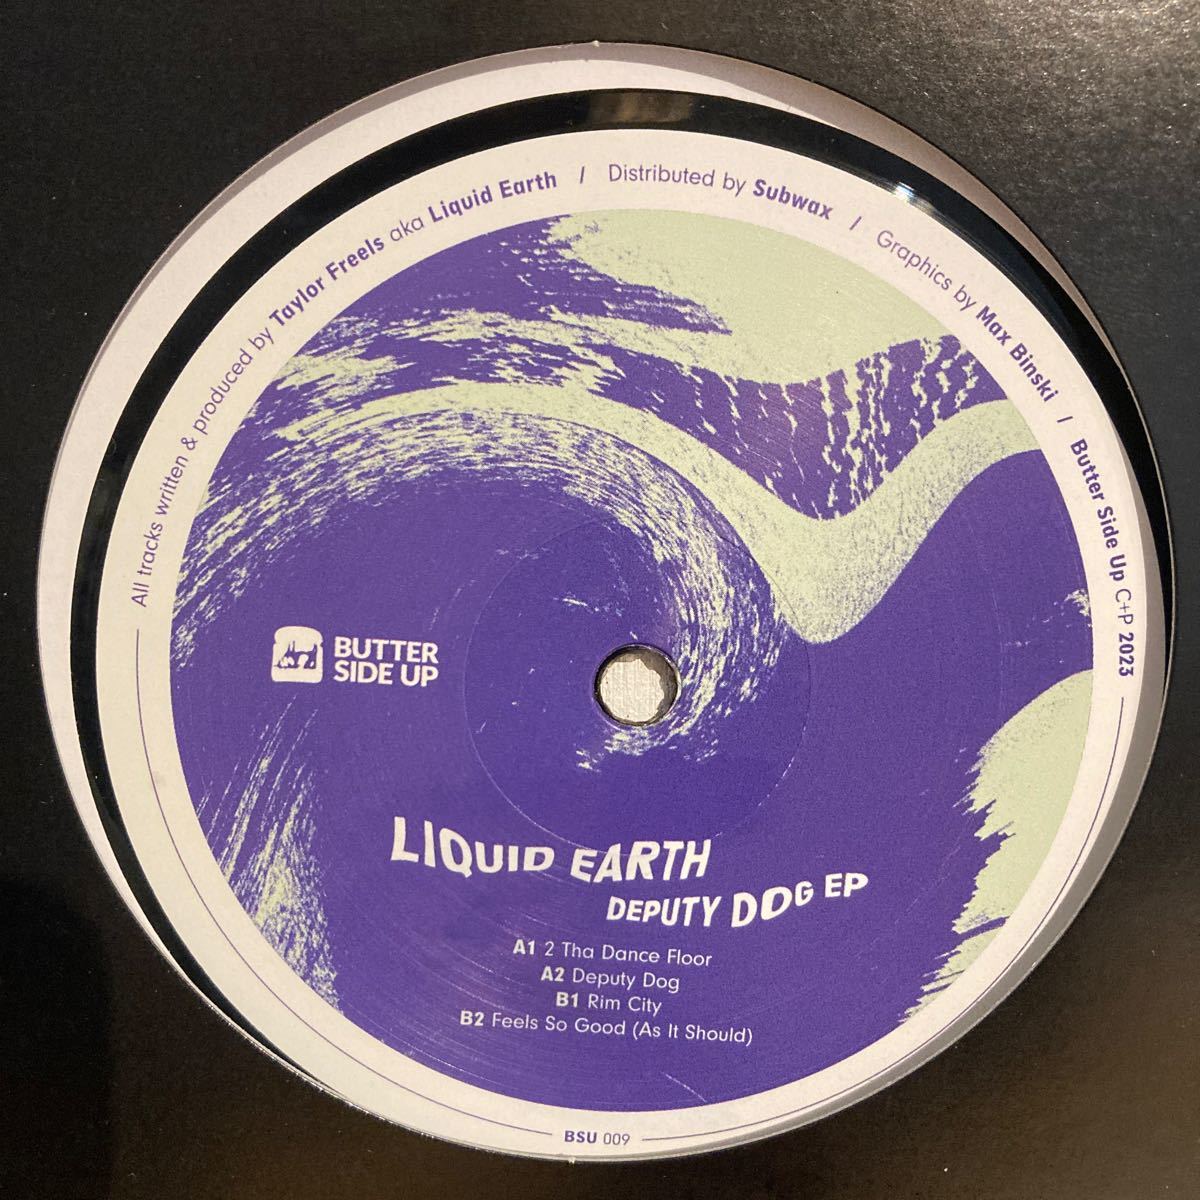 All tracks written & produced by Taylor Freels aka Liquid Earth / Distributed by Subwax / Graphics by Max Binski / Butter Side Up C+P 2023
BUTTER
SIDE UP
LIQUID EARTH
DEPUTY DOG EP
A1 2 Tha Dance Floor
A2 Deputy Dog
B1 Rim City
B2 Feels So Good (As It Should)
BSU 009